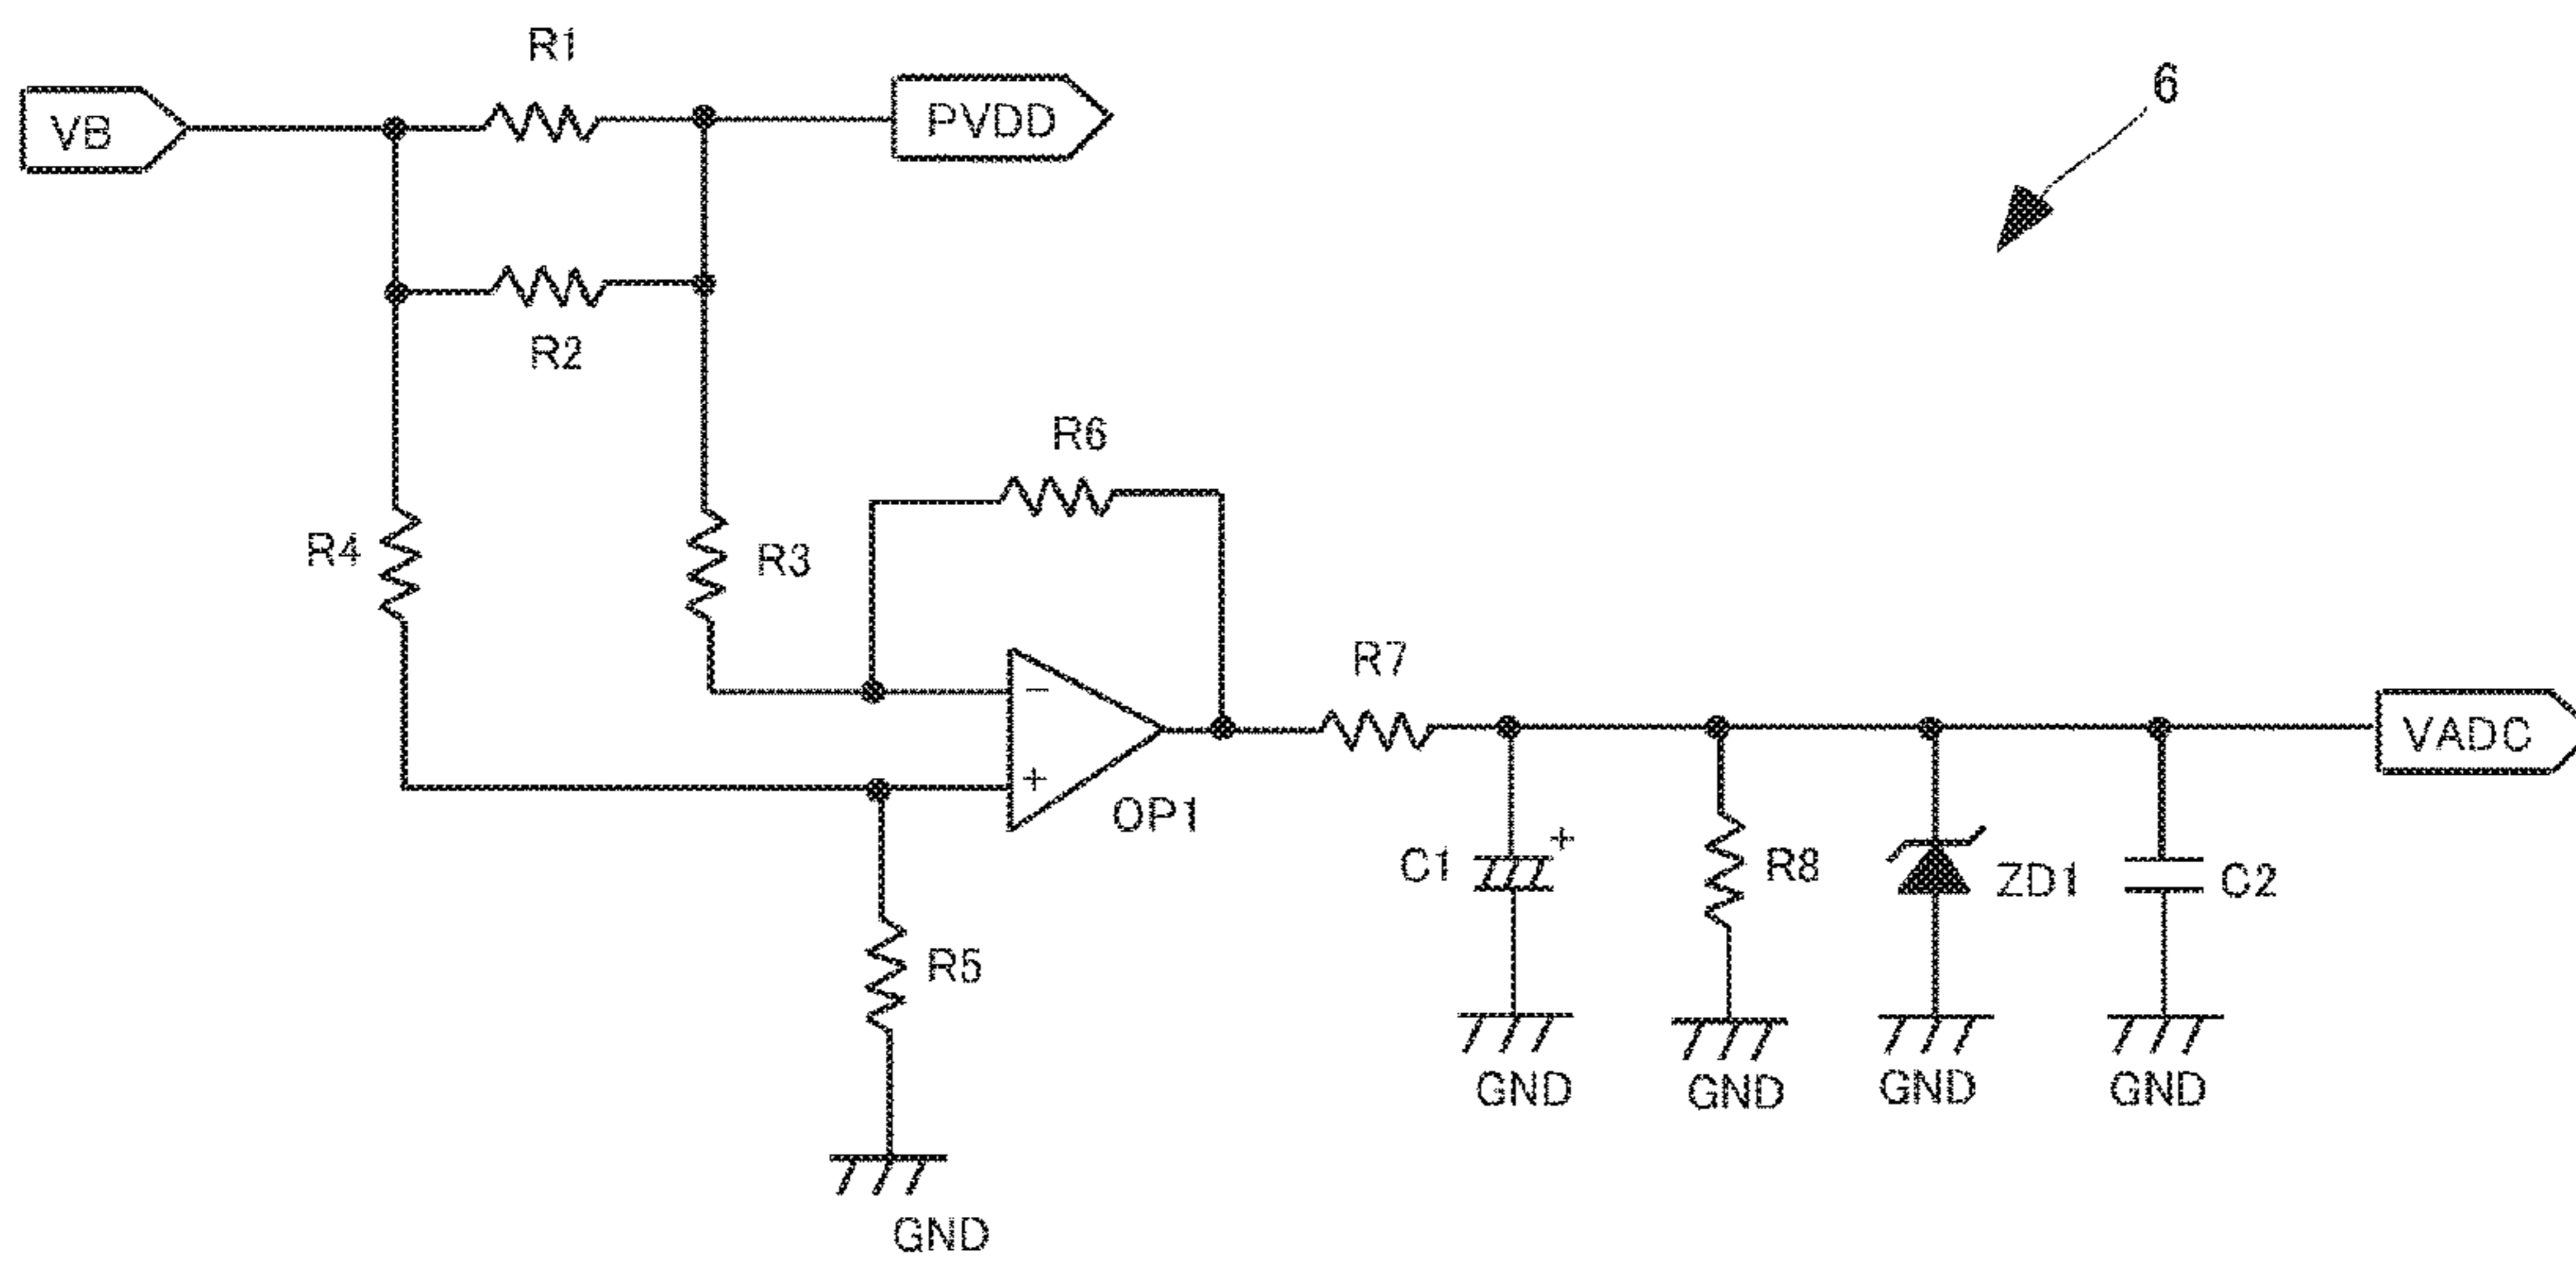 R1
6
VB
PVDD
R2
R6
R4
R3
R7
−
VADC
+
OP1
+
C1
R8
ZD1
C2
R5
GND
GND
GND
GND
GND